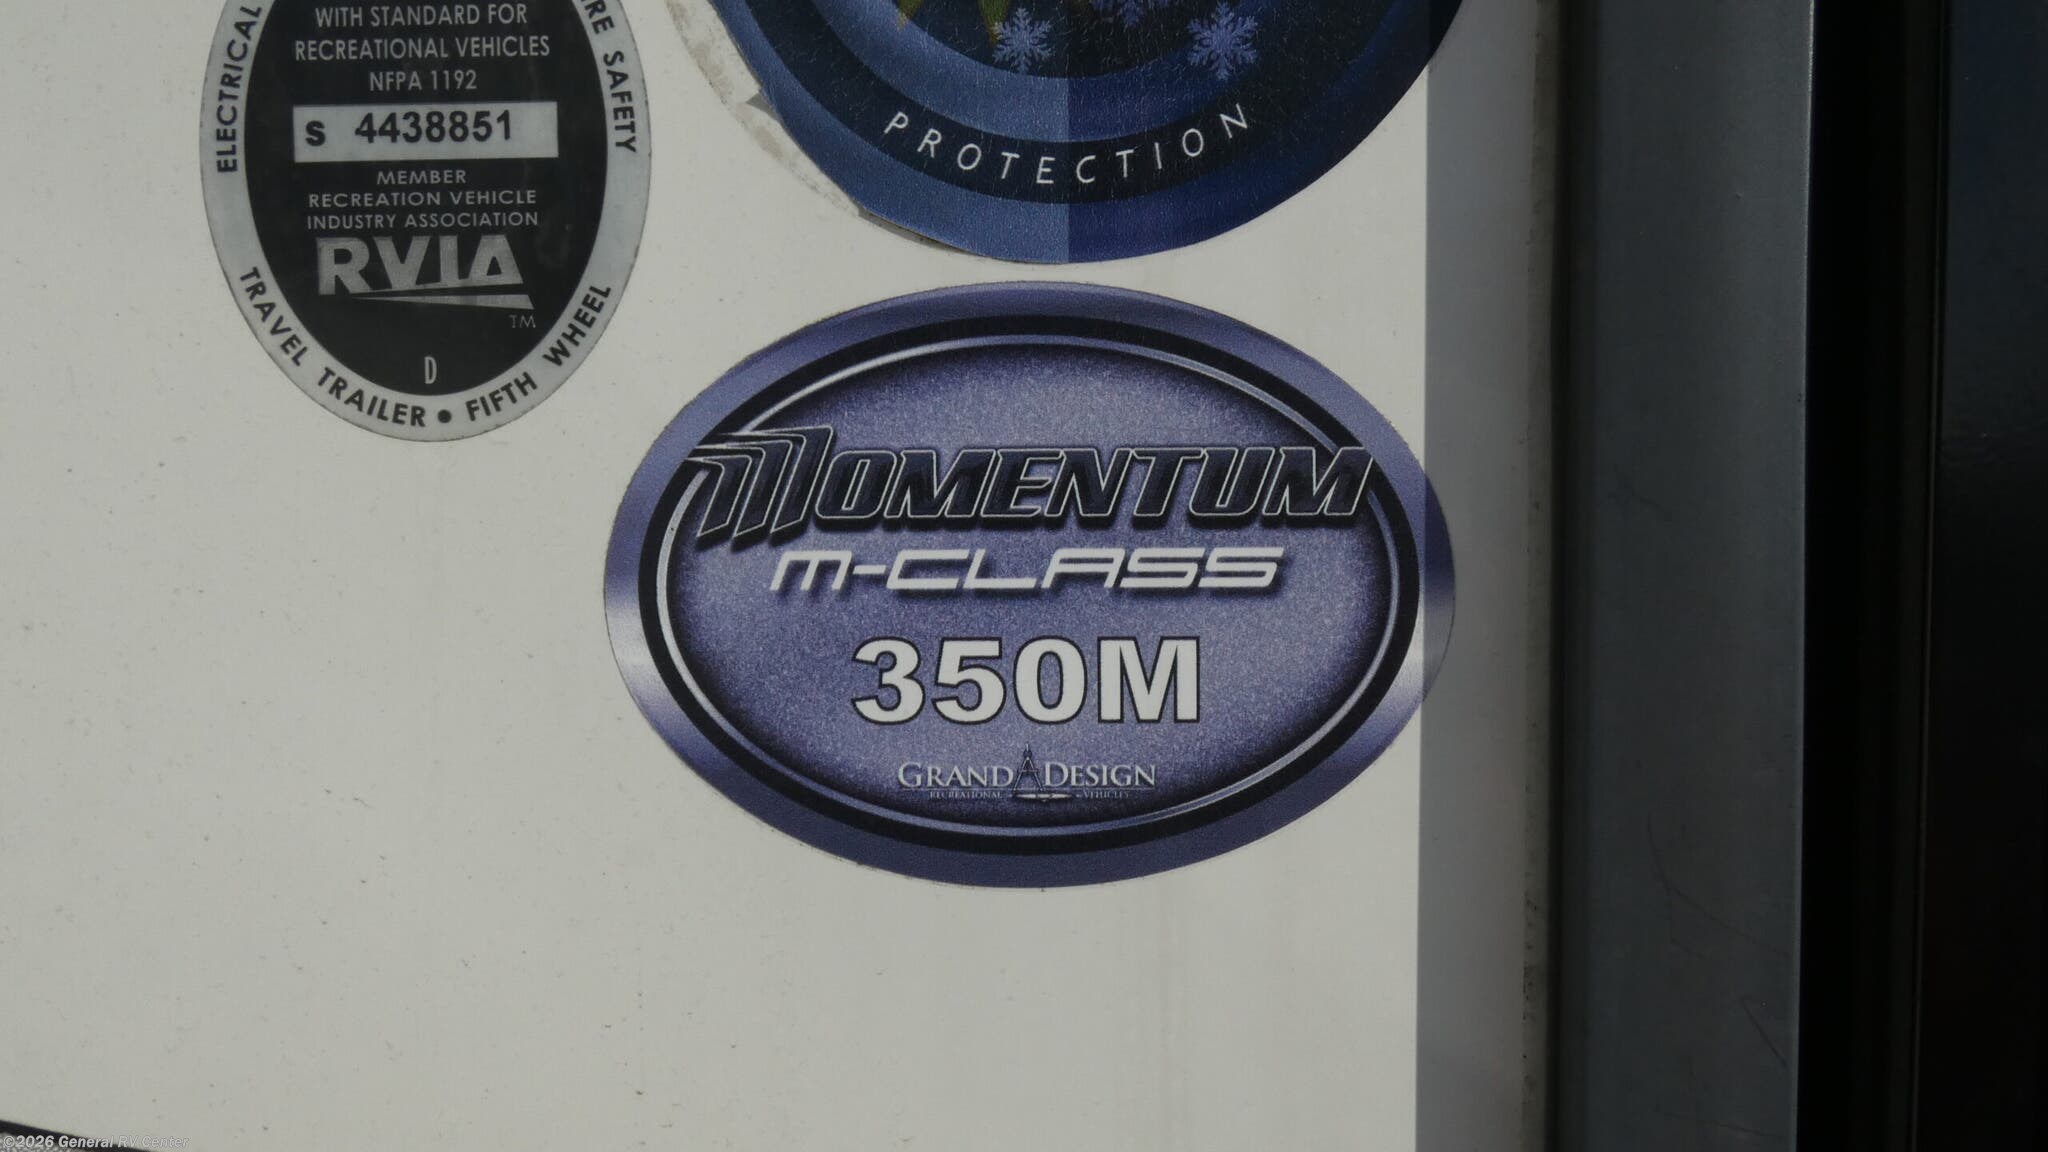 ELECTRICAL
RE SAFETY
WITH STANDARD FOR
RECREATIONAL VEHICLES
NFPA 1192
S 4438851
MEMBER
RECREATION VEHICLE
INDUSTRY ASSOCIATION
RVIA
TM
D
TRAVEL TRAILER • FIFTH WHEEL
PROTECTION
MOMENTUM
M-CLASS
350M
GRAND DESIGN
RECREATIONAL VEHICLES
©2026 General RV Center